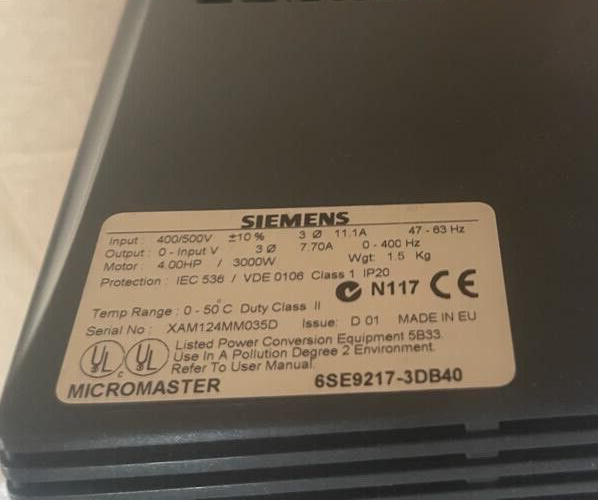 SIEMENS
Input : 400/500V ±10 % 3 Ø 11.1A 47 - 63 Hz
Output : 0 - Input V 3 Ø 7.70A 0 - 400 Hz
Motor : 4.00HP / 3000W Wgt: 1.5 Kg
Protection : IEC 536 / VDE 0106 Class 1 IP20
N117 CE
Temp Range : 0 - 50°C Duty Class II
Serial No : XAM124MM035D Issue: D 01 MADE IN EU
Listed Power Conversion Equipment 5B33.
Use In A Pollution Degree 2 Environment.
Refer To User Manual.
UL C UL
MICROMASTER 6SE9217-3DB40